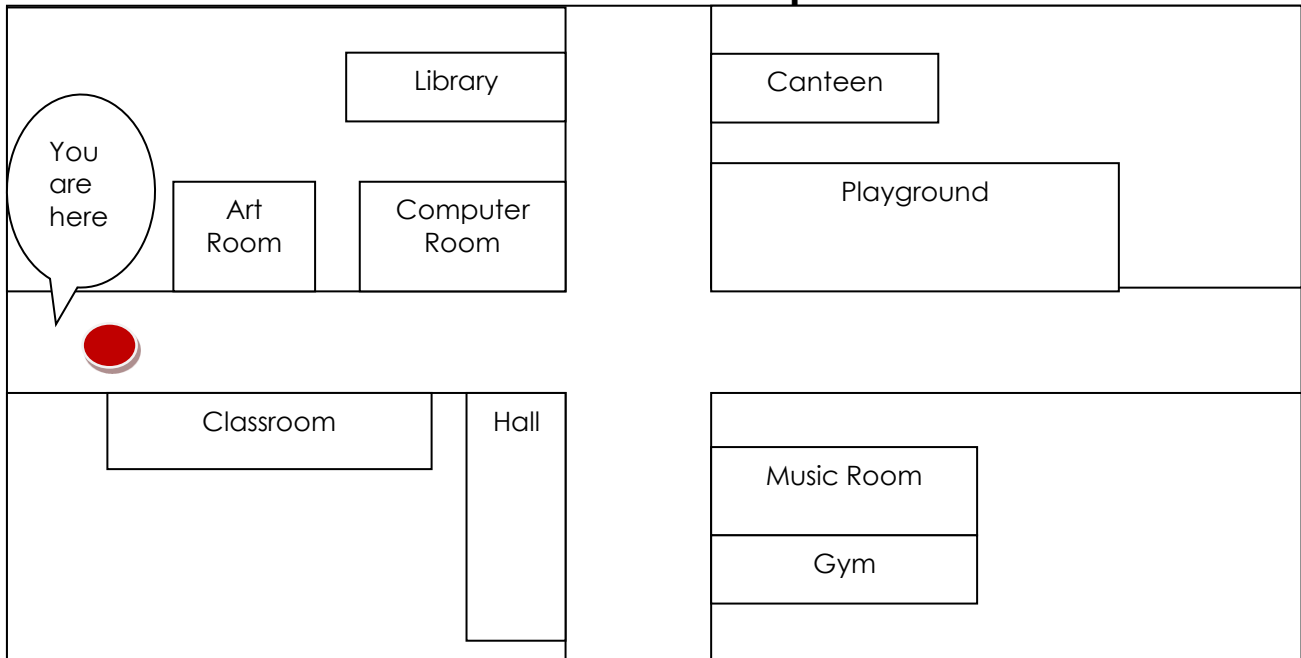 Library
Canteen
You
are
here
Art
Room
Computer
Room
Playground
Classroom
Hall
Music Room
Gym